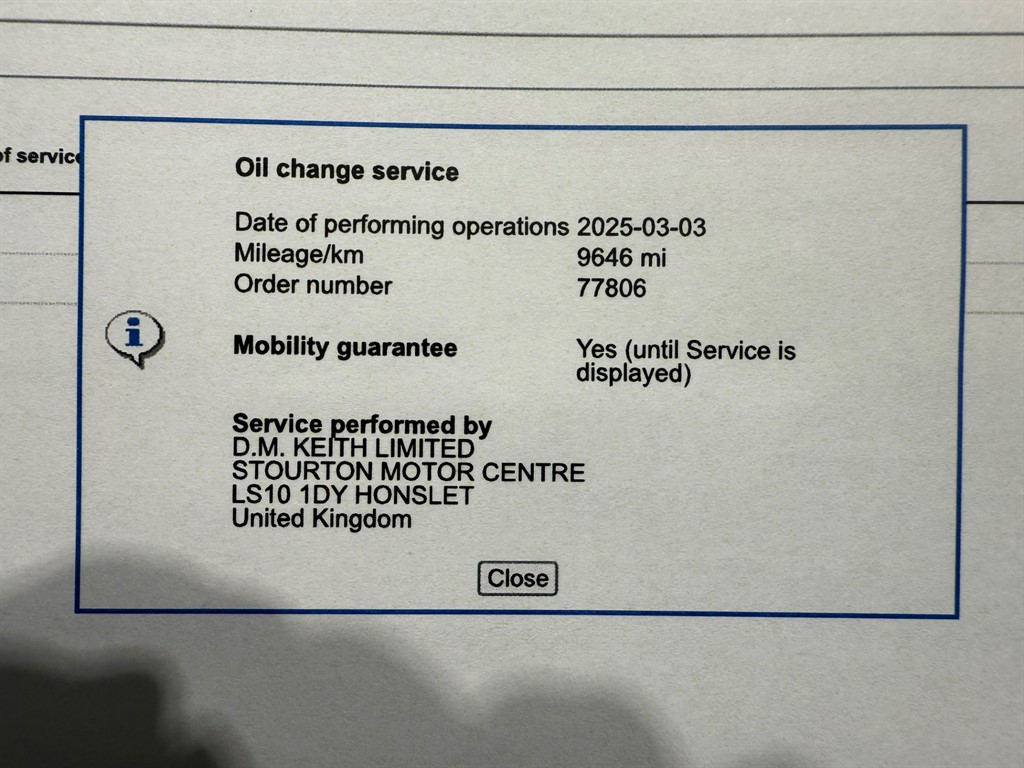 of service
Oil change service
Date of performing operations 2025-03-03
Mileage/km 9646 mi
Order number 77806
i
Mobility guarantee Yes (until Service is
displayed)
Service performed by
D.M. KEITH LIMITED
STOURTON MOTOR CENTRE
LS10 1DY HONSLET
United Kingdom
Close